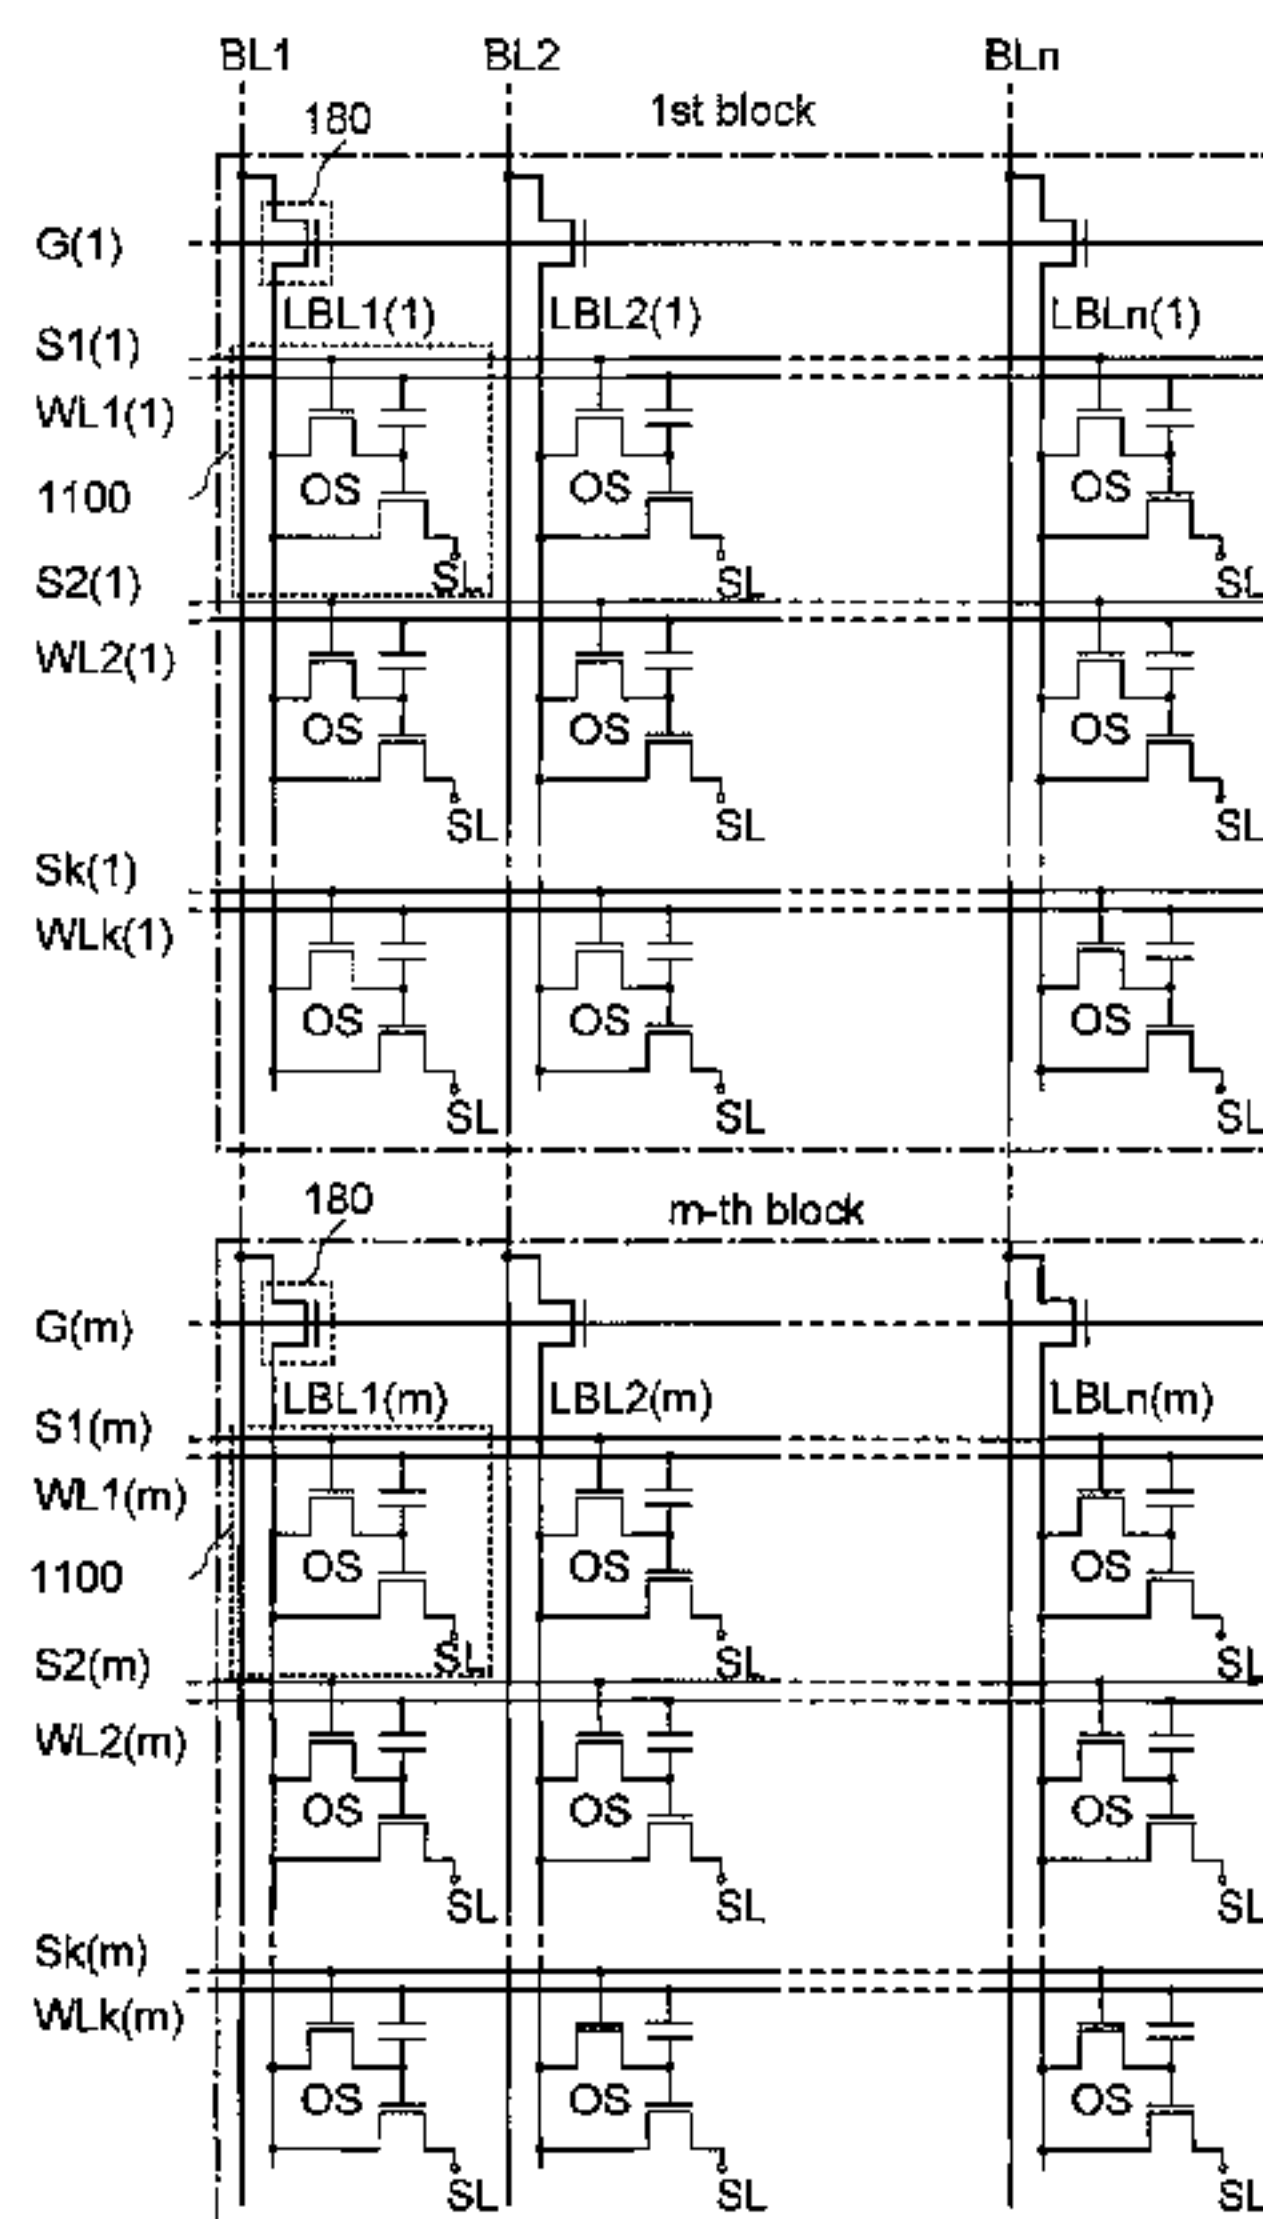 BL1 BL2 BLn
180 1st block
G(1)
LBL1(1) LBL2(1) LBLn(1)
S1(1)
WL1(1)
OS OS OS
1100
SL SL SL
S2(1)
WL2(1)
OS OS OS
SL SL SL
Sk(1)
WLk(1)
OS OS OS
SL SL SL
180 m-th block
G(m)
LBL1(m) LBL2(m) LBLn(m)
S1(m)
WL1(m)
OS OS OS
1100
SL SL SL
S2(m)
WL2(m)
OS OS OS
SL SL SL
Sk(m)
WLk(m)
OS OS OS
SL SL SL